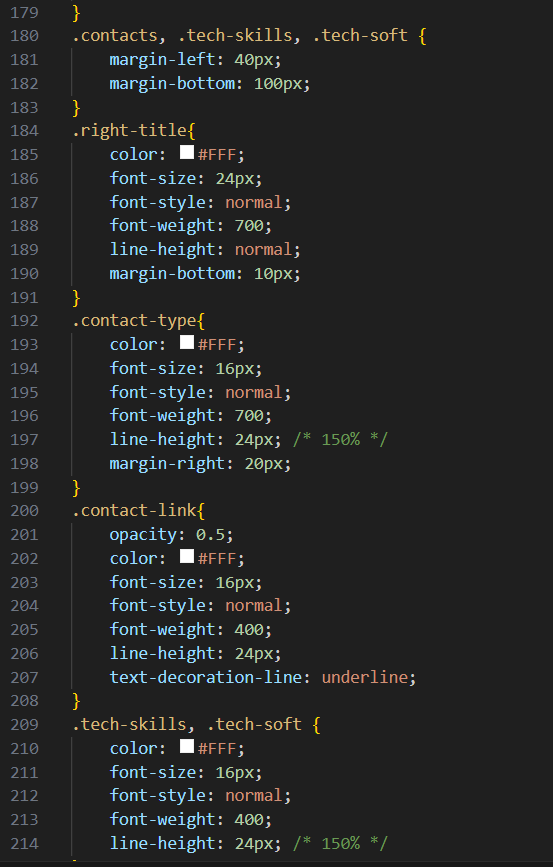 179 }
180 .contacts, .tech-skills, .tech-soft {
181     margin-left: 40px;
182     margin-bottom: 100px;
183 }
184 .right-title{
185     color: #FFF;
186     font-size: 24px;
187     font-style: normal;
188     font-weight: 700;
189     line-height: normal;
190     margin-bottom: 10px;
191 }
192 .contact-type{
193     color: #FFF;
194     font-size: 16px;
195     font-style: normal;
196     font-weight: 700;
197     line-height: 24px; /* 150% */
198     margin-right: 20px;
199 }
200 .contact-link{
201     opacity: 0.5;
202     color: #FFF;
203     font-size: 16px;
204     font-style: normal;
205     font-weight: 400;
206     line-height: 24px;
207     text-decoration-line: underline;
208 }
209 .tech-skills, .tech-soft {
210     color: #FFF;
211     font-size: 16px;
212     font-style: normal;
213     font-weight: 400;
214     line-height: 24px; /* 150% */